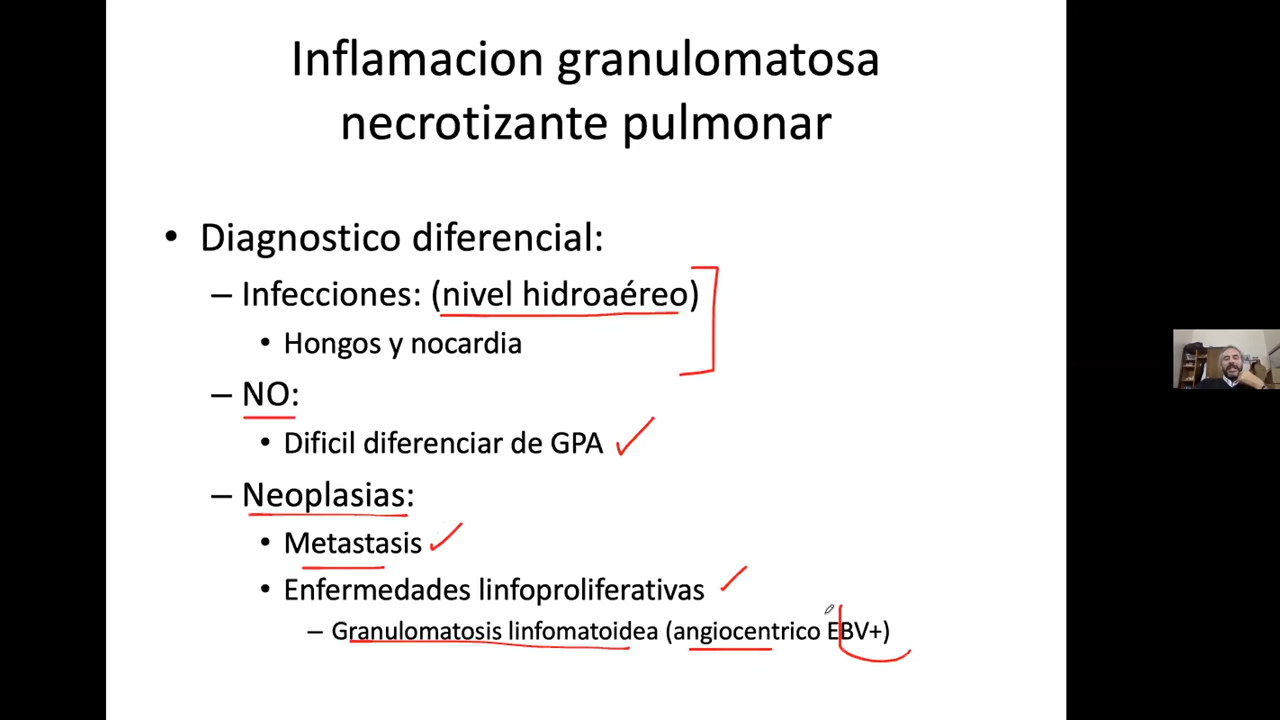 Inflamacion granulomatosa
necrotizante pulmonar
• Diagnostico diferencial:
– Infecciones: (nivel hidroaéreo)
• Hongos y nocardia
– NO:
• Dificil diferenciar de GPA
– Neoplasias:
• Metastasis
• Enfermedades linfoproliferativas
– Granulomatosis linfomatoidea (angiocentrico EBV+)